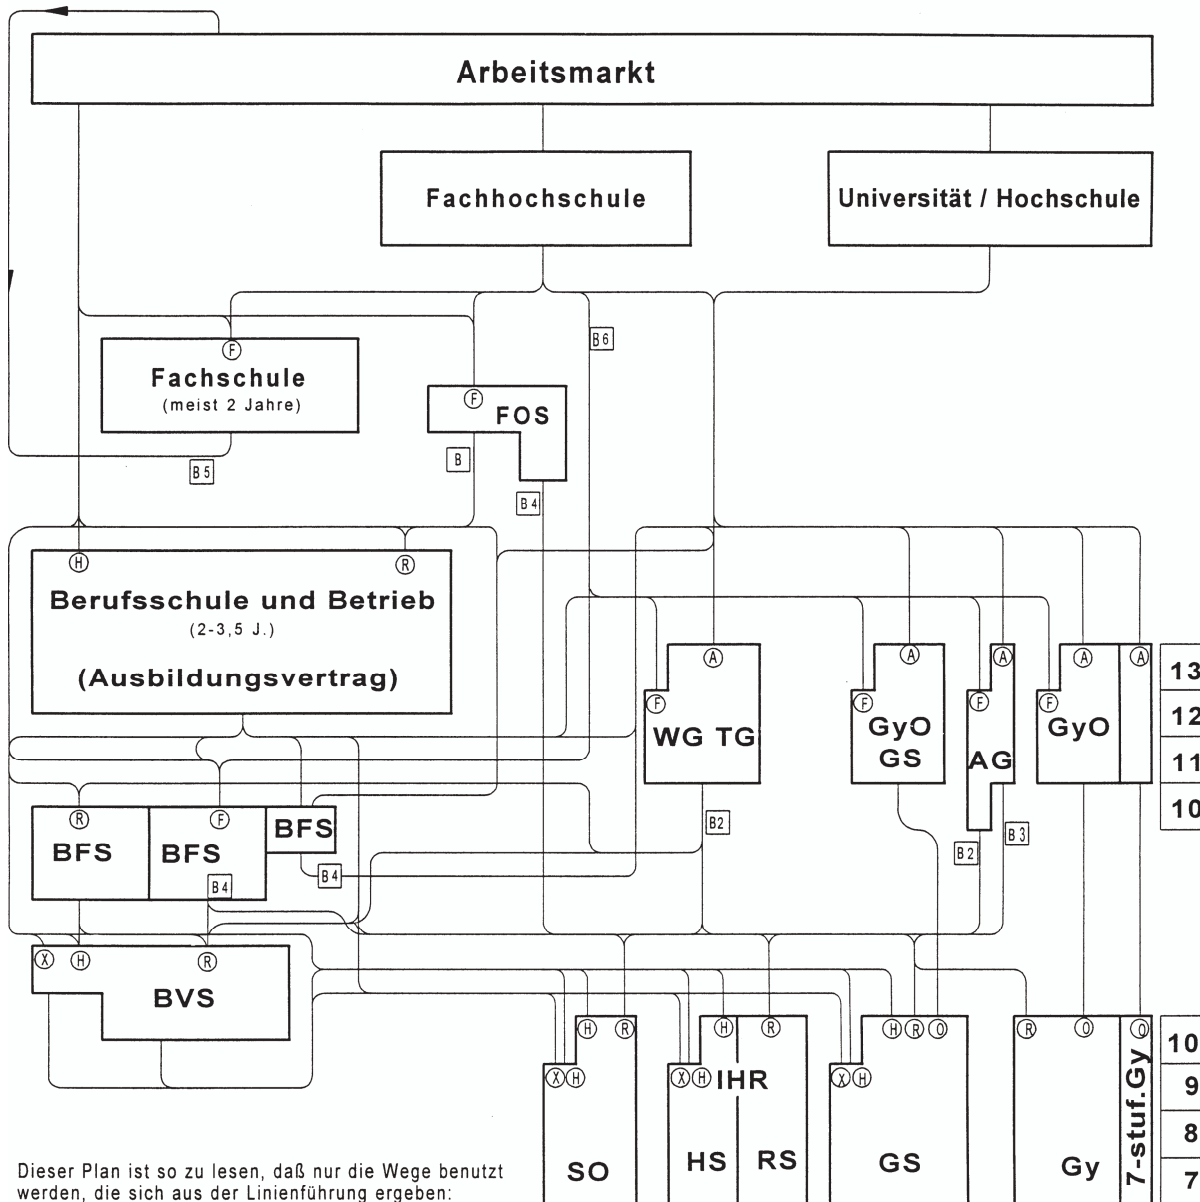 Arbeitsmarkt
Fachhochschule
Universität / Hochschule
B6
F
Fachschule
(meist 2 Jahre)
F
FOS
B5
B
B4
H
R
Berufsschule und Betrieb
(2-3,5 J.)
(Ausbildungsvertrag)
A
A
A
A
A
13
F
F
F
F
12
WG TG
GyO
GS
GyO
AG
11
10
R
F
BFS
BFS
BFS
B2
B3
B2
B4
B4
X
H
R
BVS
H
R
H
R
H
R
O
R
O
O
10
X
H
X
H
IHR
X
H
9
8
SO
HS
RS
GS
Gy
7-stuf.Gy
7
Dieser Plan ist so zu lesen, daß nur die Wege benutzt
werden, die sich aus der Linienführung ergeben: